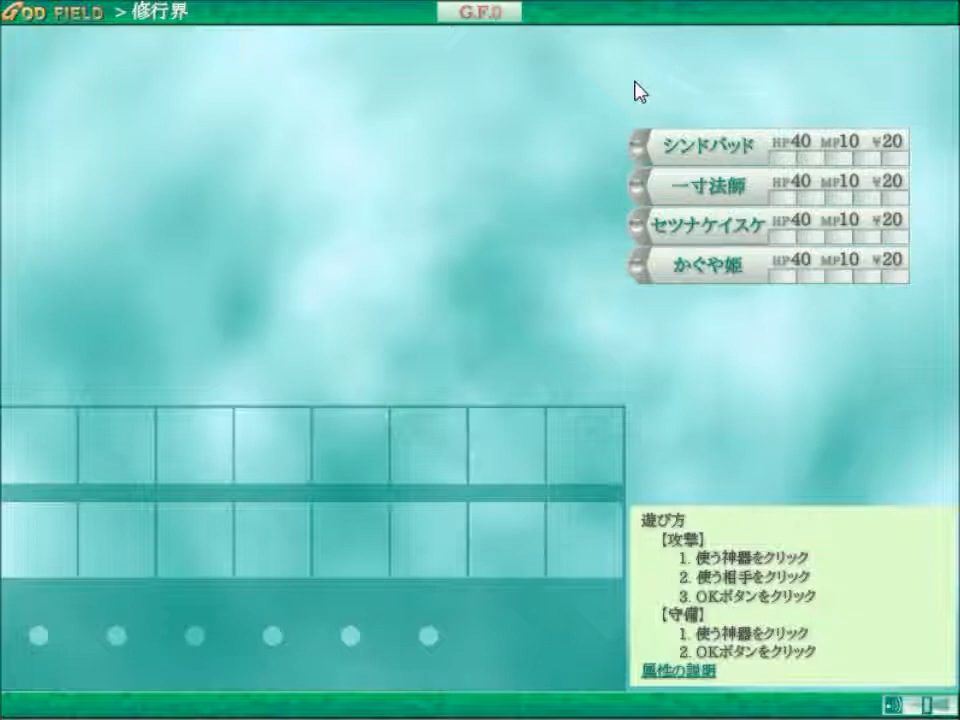 GOD FIELD > 修行界
G.F.0
シンドバッド HP40 MP10 ¥20
一寸法師 HP40 MP10 ¥20
セツナケイスケ HP40 MP10 ¥20
かぐや姫 HP40 MP10 ¥20
遊び方
【攻撃】
1. 使う神器をクリック
2. 使う相手をクリック
3. OKボタンをクリック
【守備】
1. 使う神器をクリック
2. OKボタンをクリック
属性の説明